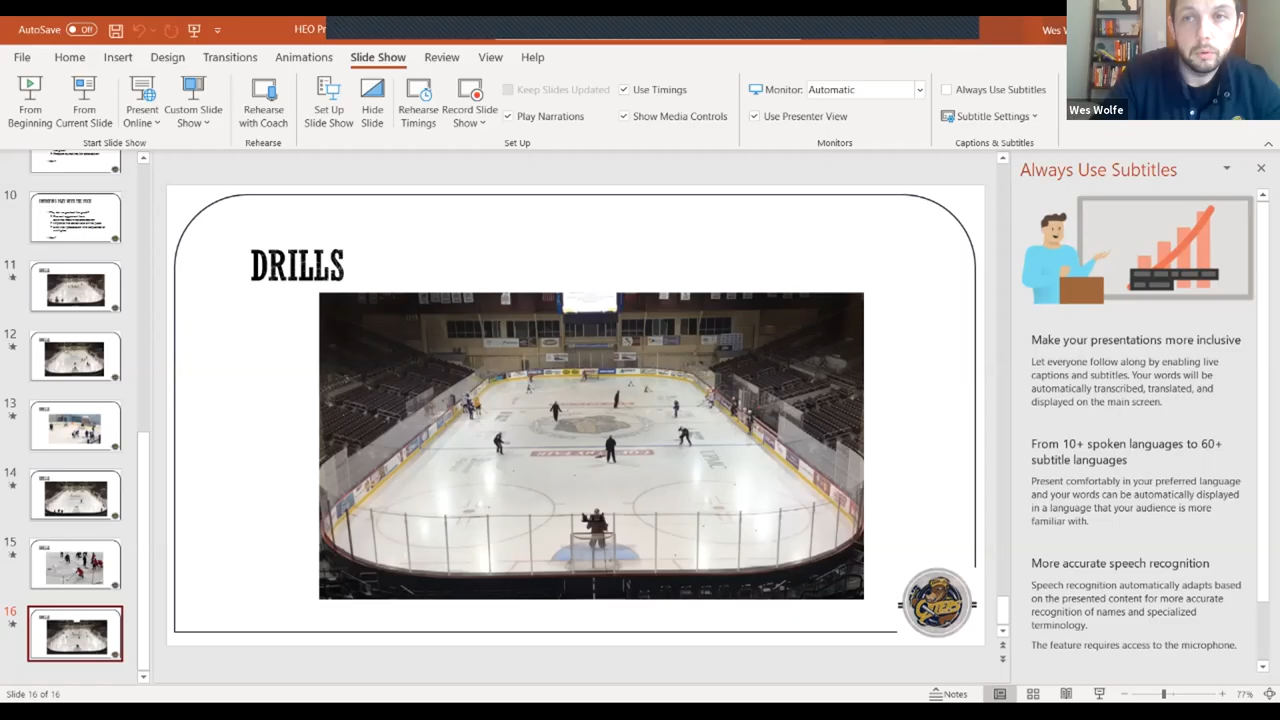 AutoSave Off
HEO Pr
Wes W
File Home Insert Design Transitions Animations Slide Show Review View Help
From Beginning
From Current Slide
Present Online
Custom Slide Show
Start Slide Show
Rehearse with Coach
Rehearse
Set Up Slide Show
Hide Slide
Rehearse Timings
Record Slide Show
Keep Slides Updated
Use Timings
Play Narrations
Show Media Controls
Set Up
Monitor: Automatic
Use Presenter View
Monitors
Always Use Subtitles
Subtitle Settings
Captions & Subtitles
Wes Wolfe
10
11
12
13
14
15
16
DRILLS
OTTERS
Always Use Subtitles
Make your presentations more inclusive
Let everyone follow along by enabling live
captions and subtitles. Your words will be
automatically transcribed, translated, and
displayed on the main screen.
From 10+ spoken languages to 60+
subtitle languages
Present comfortably in your preferred language
and your words can be automatically displayed
in a language that your audience is more
familiar with.
More accurate speech recognition
Speech recognition automatically adapts based
on the presented content for more accurate
recognition of names and specialized
terminology.
The feature requires access to the microphone.
Slide 16 of 16
Notes
77%